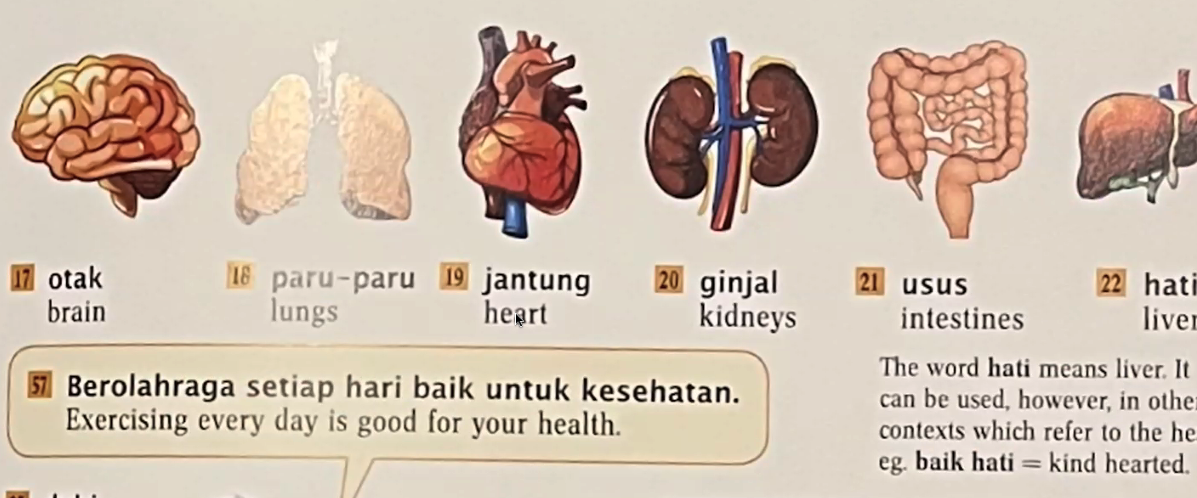 17 otak
brain
18 paru-paru
lungs
19 jantung
heart
20 ginjal
kidneys
21 usus
intestines
22 hati
liver
57 Berolahraga setiap hari baik untuk kesehatan.
Exercising every day is good for your health.
The word hati means liver. It
can be used, however, in other
contexts which refer to the he
eg. baik hati = kind hearted.